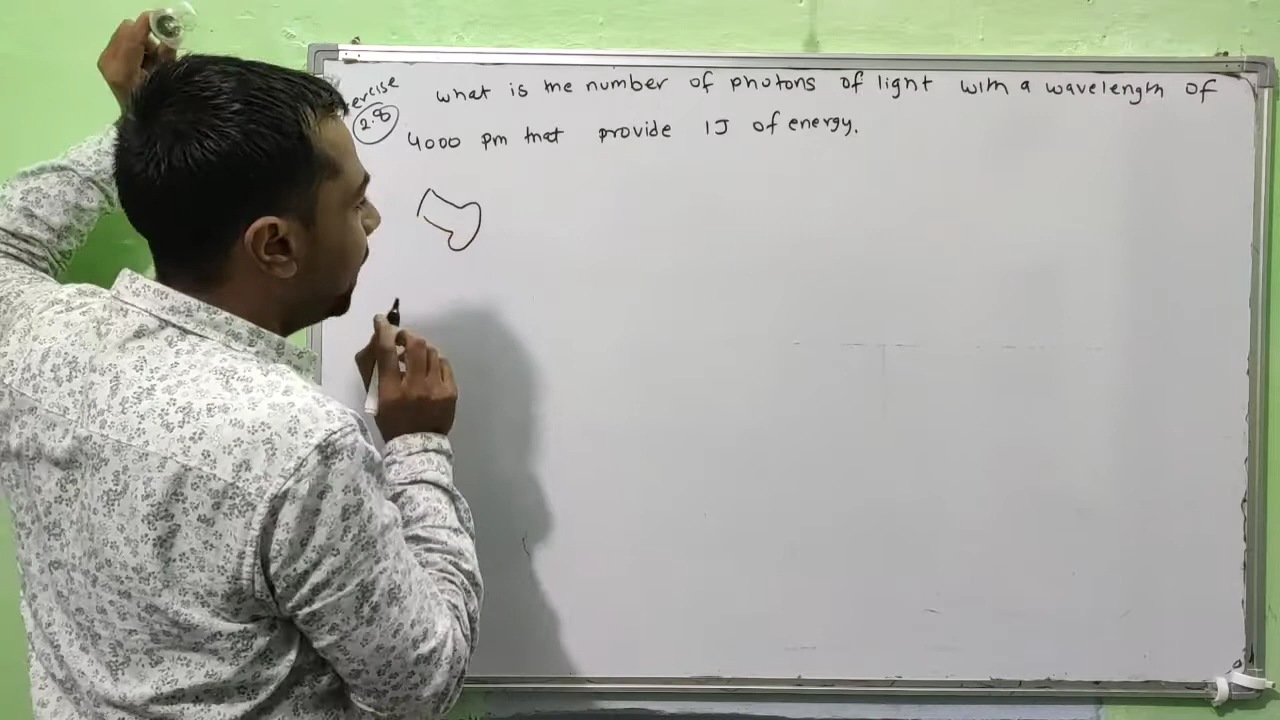 ercise what is the number of photons of light with a wavelength of
2.8 4000 pm that provide 1J of energy.